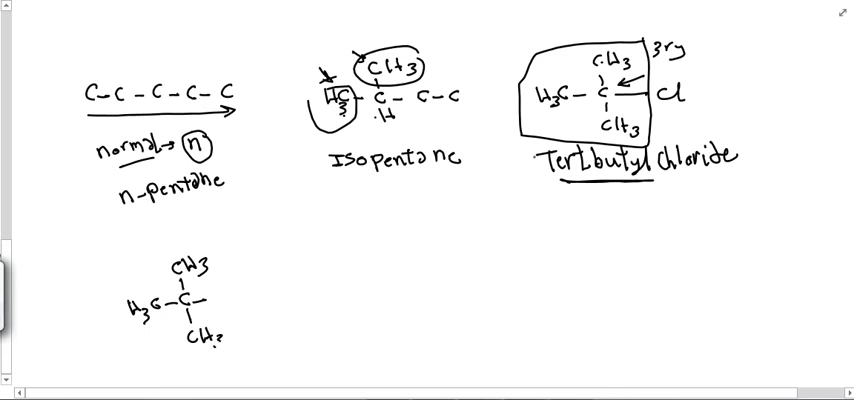 C-C-C-C-C
normal→ n
n-pentane
CH3
H3C-C-C-C
H
Isopentane
3ry
CH3
H3C-C-Cl
CH3
Tertbutyl chloride
CH3
H3C-C-
CH3